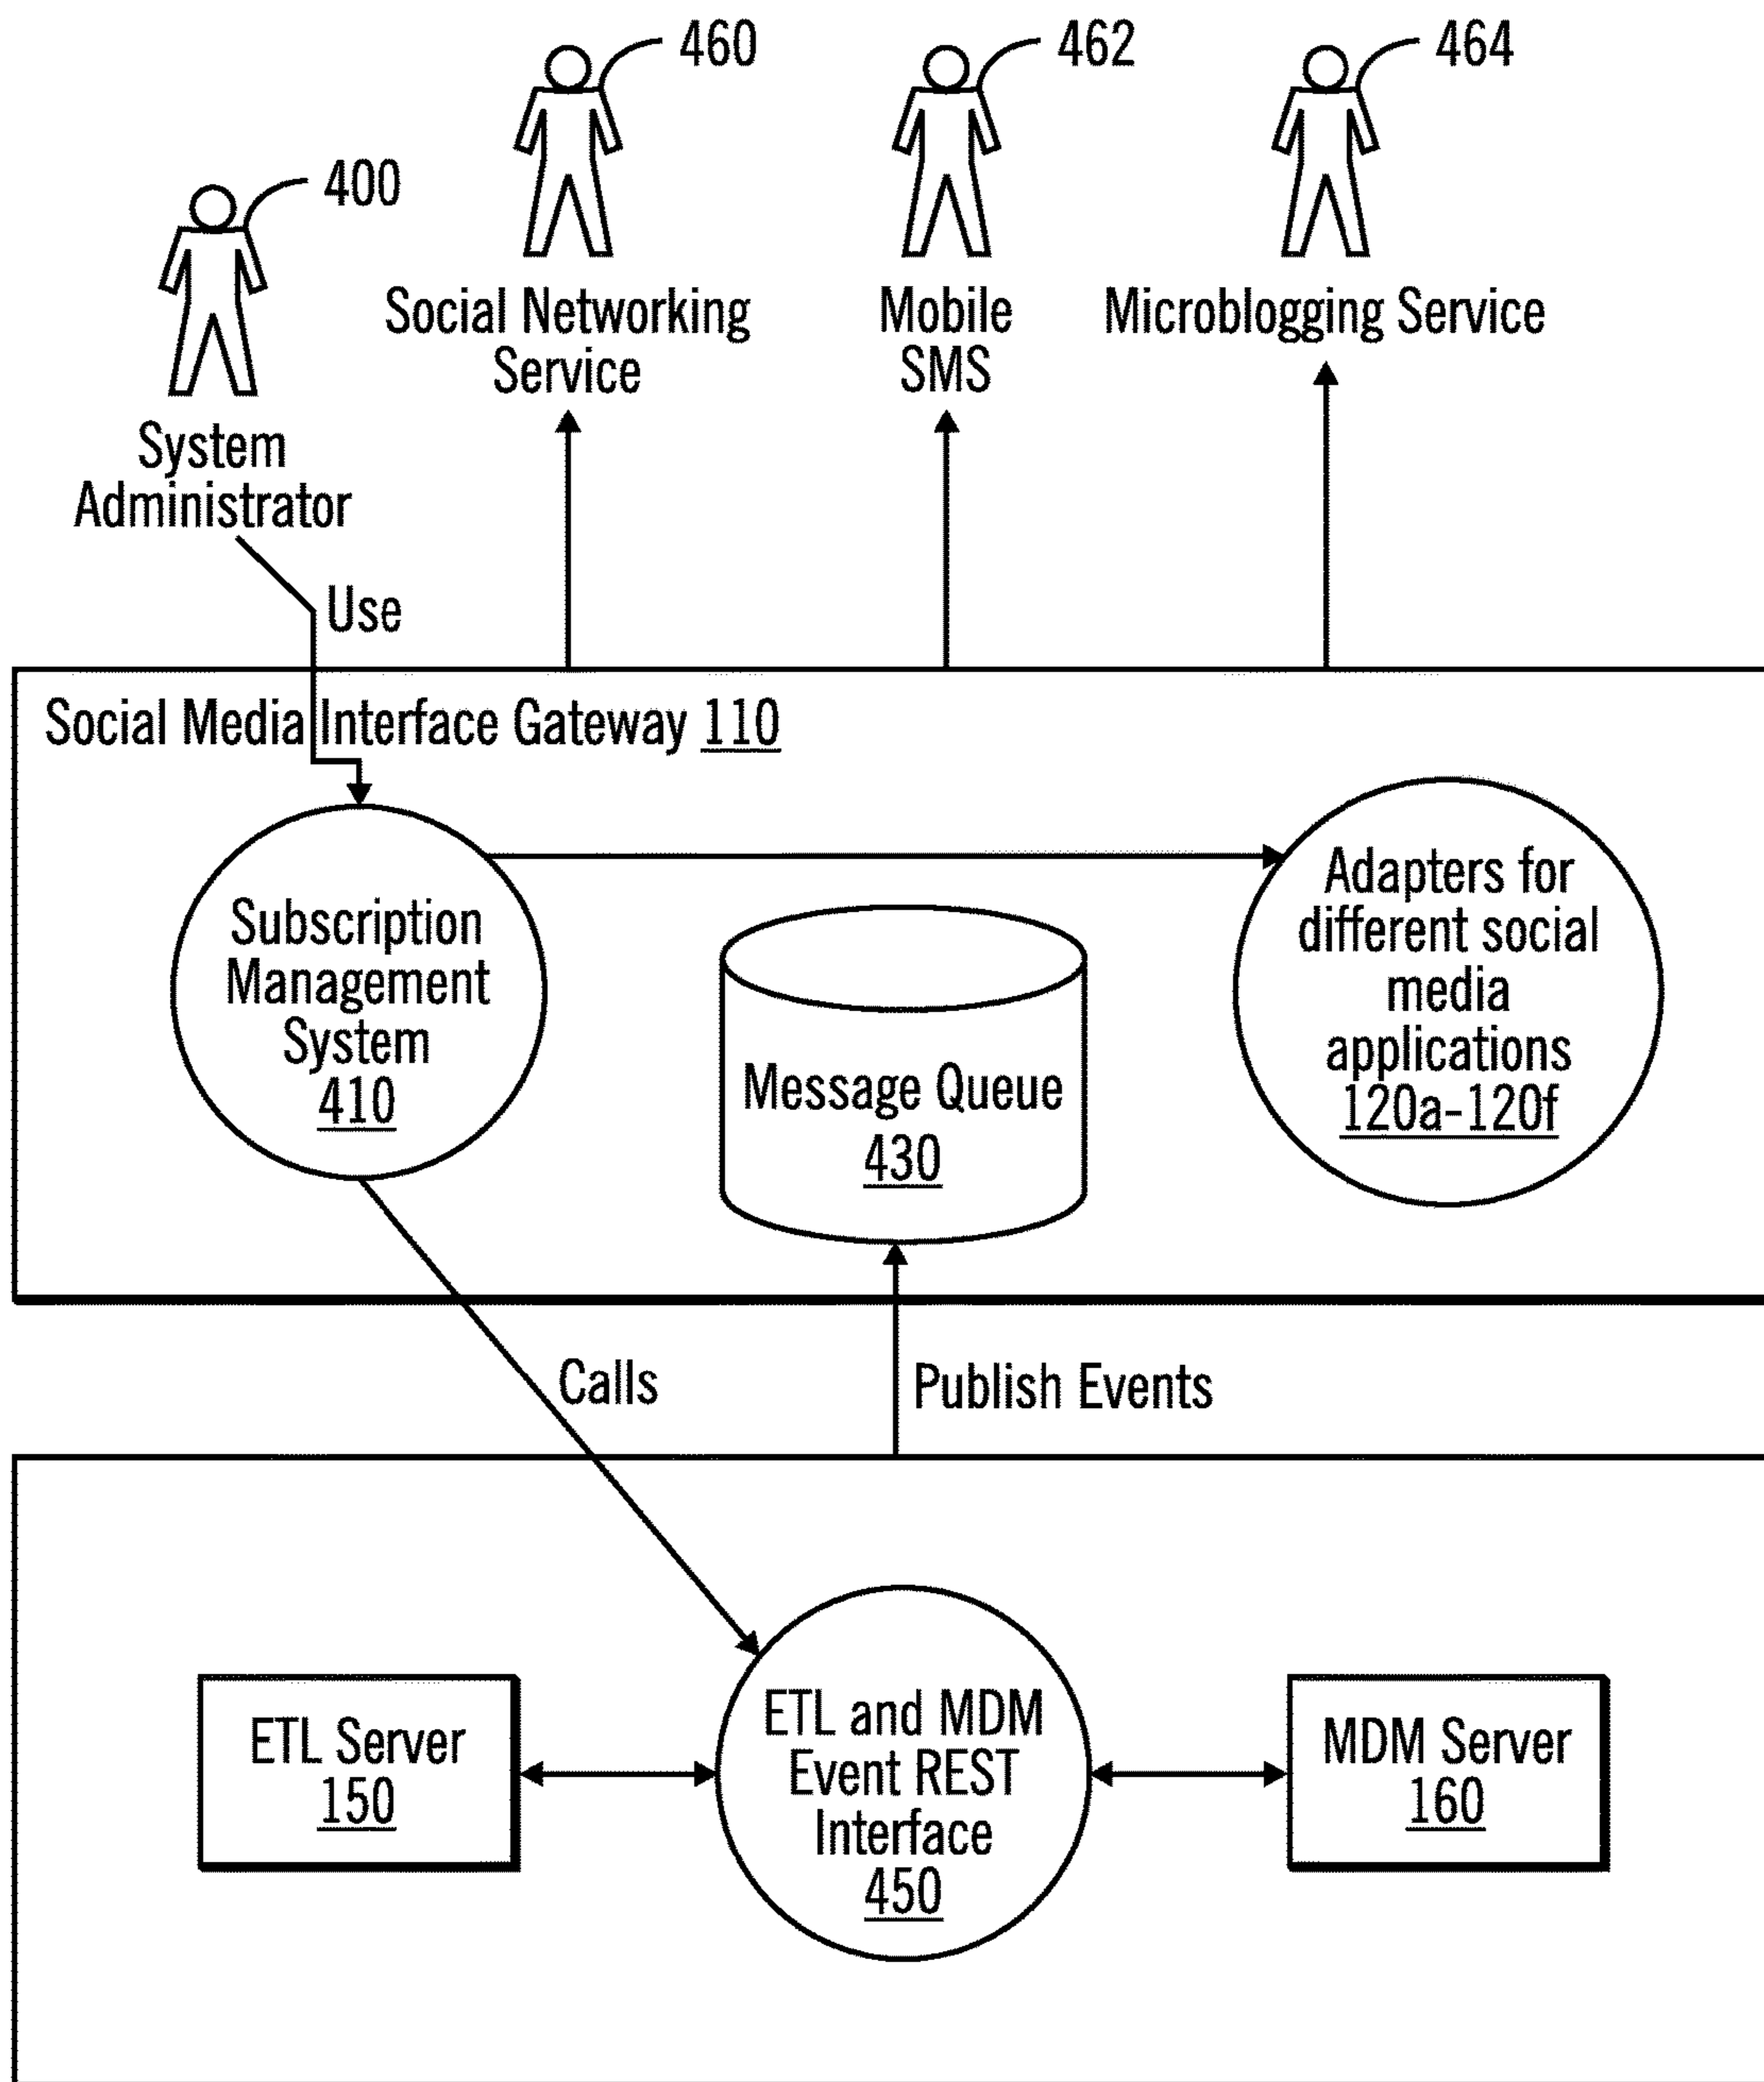 460
462
464
400
Social Networking
Service
Mobile
SMS
Microblogging Service
System
Administrator
Use
Social Media Interface Gateway 110
Subscription
Management
System
410
Message Queue
430
Adapters for
different social
media
applications
120a-120f
Calls
Publish Events
ETL Server
150
ETL and MDM
Event REST
Interface
450
MDM Server
160